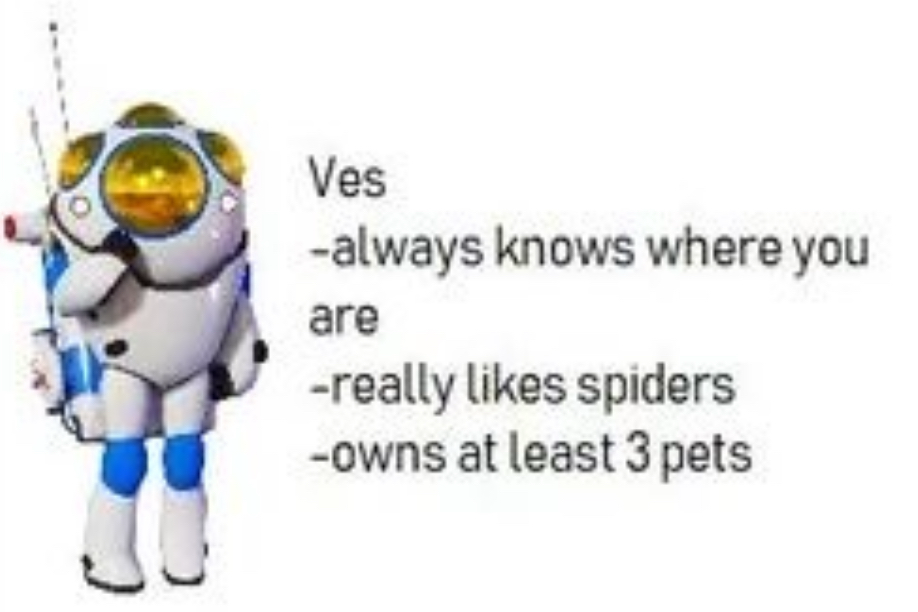 Ves
-always knows where you
are
-really likes spiders
-owns at least 3 pets